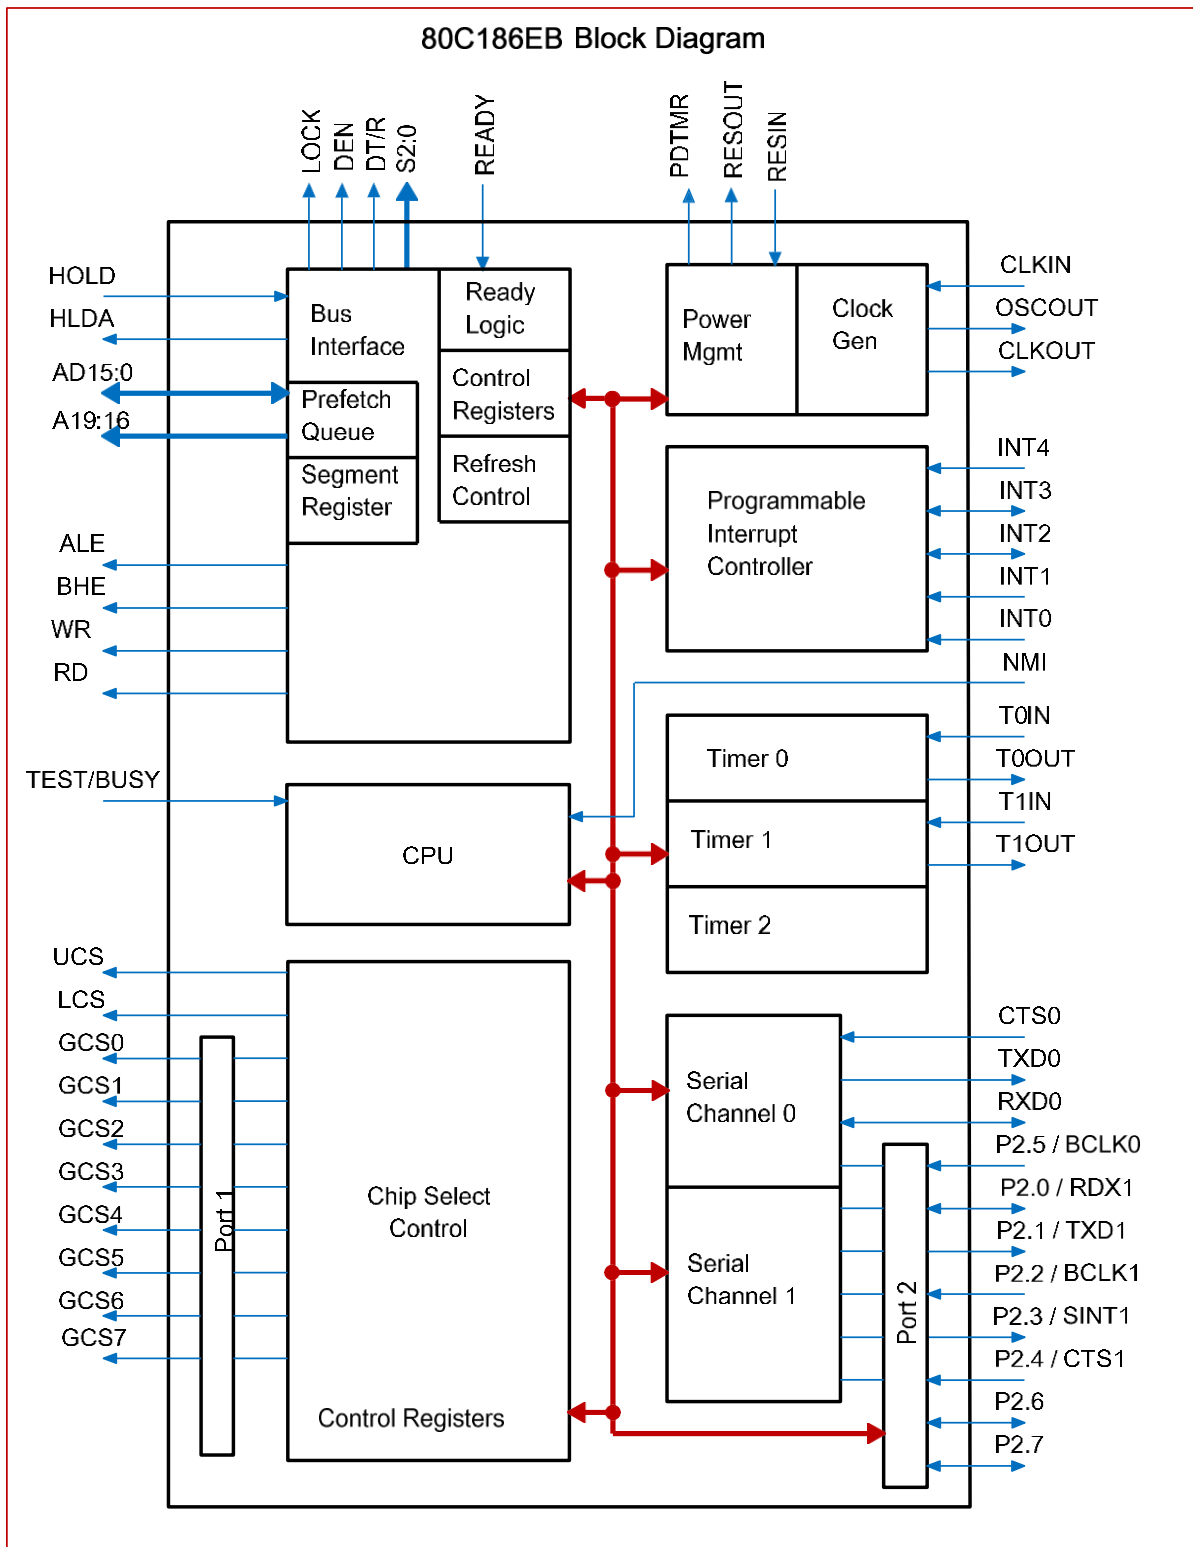 80C186EB Block Diagram
LOCK
DEN
DT/R
S2:0
READY
PDTMR
RESOUT
RESIN
HOLD
HLDA
AD15:0
A19:16
ALE
BHE
WR
RD
TEST/BUSY
UCS
LCS
GCS0
GCS1
GCS2
GCS3
GCS4
GCS5
GCS6
GCS7
Port 1
Bus
Interface
Prefetch
Queue
Segment
Register
Ready
Logic
Control
Registers
Refresh
Control
CPU
Chip Select
Control
Control Registers
Power
Mgmt
Clock
Gen
Programmable
Interrupt
Controller
Timer 0
Timer 1
Timer 2
Serial
Channel 0
Serial
Channel 1
Port 2
CLKIN
OSCOUT
CLKOUT
INT4
INT3
INT2
INT1
INT0
NMI
T0IN
T0OUT
T1IN
T1OUT
CTS0
TXD0
RXD0
P2.5 / BCLK0
P2.0 / RDX1
P2.1 / TXD1
P2.2 / BCLK1
P2.3 / SINT1
P2.4 / CTS1
P2.6
P2.7